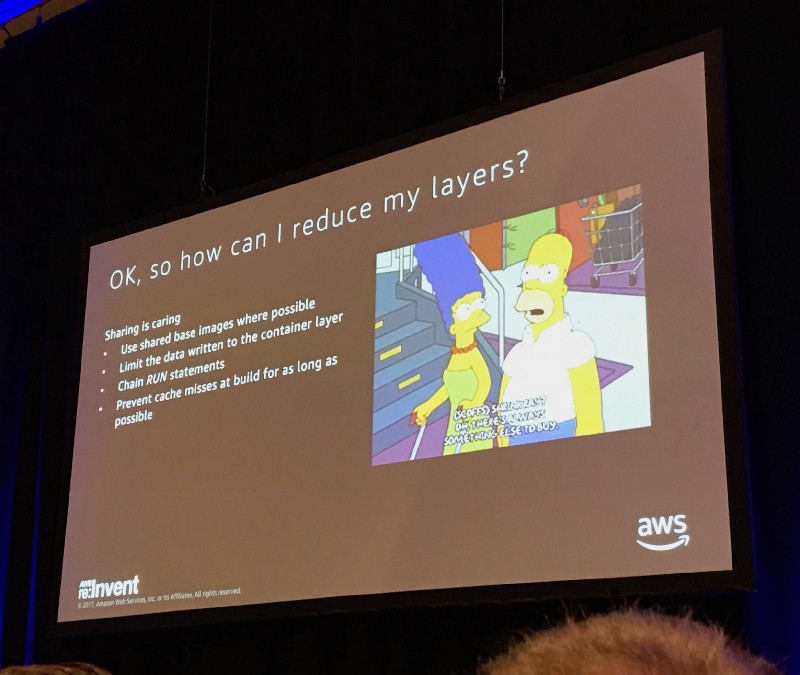 OK, so how can I reduce my layers?
Sharing is caring
• Use shared base images where possible
• Limit the data written to the container layer
• Chain RUN statements
• Prevent cache misses at build for as long as
possible
(SCOFFS) SHRINKAGE?
OH, THERE'S ALWAYS
SOMETHING ELSE TO BUY.
aws
AWS
re:Invent
© 2017, Amazon Web Services, Inc. or its Affiliates. All rights reserved.